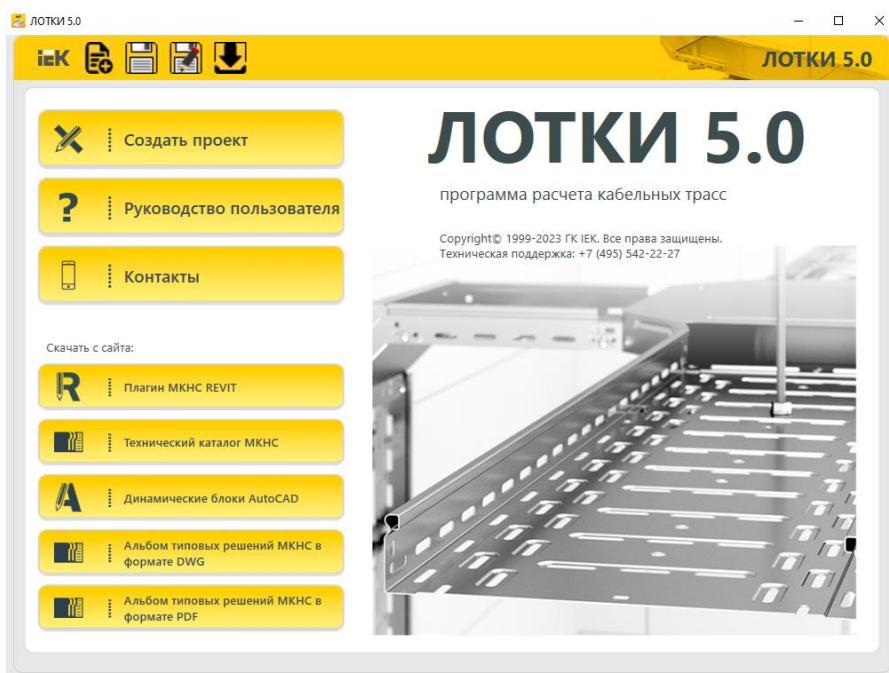 ЛОТКИ 5.0
iEK
ЛОТКИ 5.0
Создать проект
Руководство пользователя
Контакты
Скачать с сайта:
Плагин МКНС REVIT
Технический каталог МКНС
Динамические блоки AutoCAD
Альбом типовых решений МКНС в
формате DWG
Альбом типовых решений МКНС в
формате PDF
ЛОТКИ 5.0
программа расчета кабельных трасс
Copyright© 1999-2023 ГК IEK. Все права защищены.
Техническая поддержка: +7 (495) 542-22-27